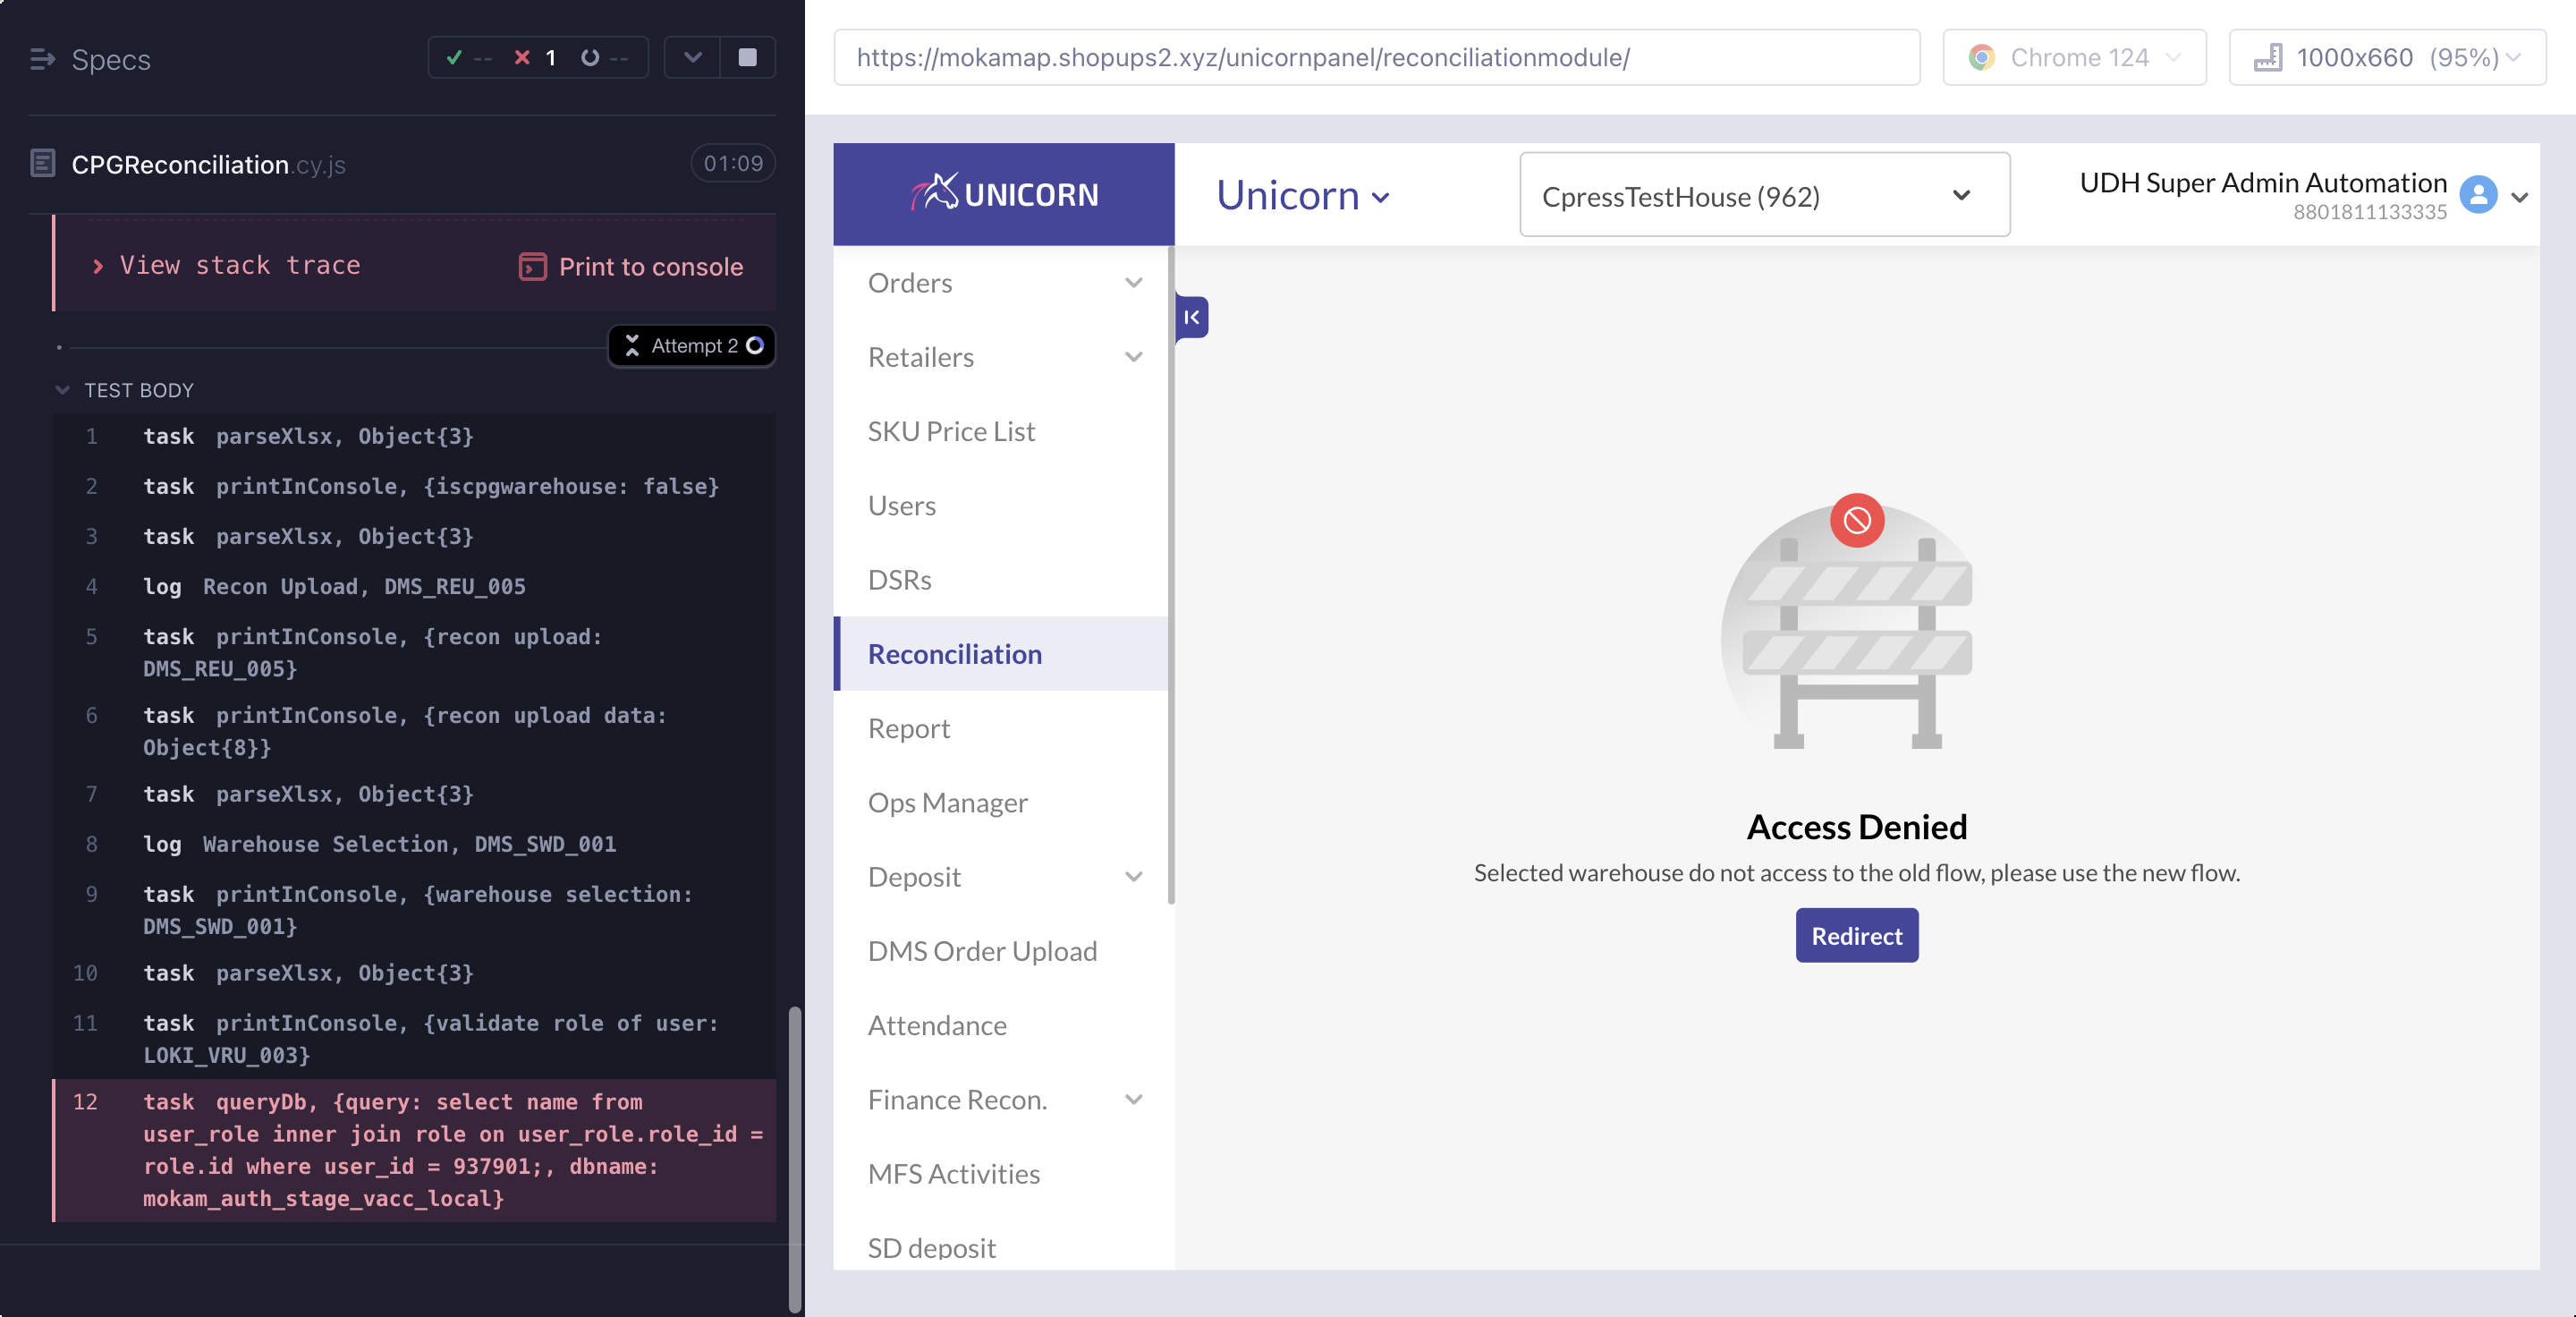 Specs
-- 1 --
CPGReconciliation.cy.js
01:09
View stack trace
Print to console
Attempt 2
TEST BODY
1 task parseXlsx, Object{3}
2 task printInConsole, {iscpgwarehouse: false}
3 task parseXlsx, Object{3}
4 log Recon Upload, DMS_REU_005
5 task printInConsole, {recon upload:
DMS_REU_005}
6 task printInConsole, {recon upload data:
Object{8}}
7 task parseXlsx, Object{3}
8 log Warehouse Selection, DMS_SWD_001
9 task printInConsole, {warehouse selection:
DMS_SWD_001}
10 task parseXlsx, Object{3}
11 task printInConsole, {validate role of user:
LOKI_VRU_003}
12 task queryDb, {query: select name from
user_role inner join role on user_role.role_id =
role.id where user_id = 937901;, dbname:
mokam_auth_stage_vacc_local}
https://mokamap.shopups2.xyz/unicornpanel/reconciliationmodule/
Chrome 124
1000x660 (95%)
UNICORN
Unicorn
CpressTestHouse (962)
UDH Super Admin Automation
8801811133335
Orders
Retailers
SKU Price List
Users
DSRs
Reconciliation
Report
Ops Manager
Deposit
DMS Order Upload
Attendance
Finance Recon.
MFS Activities
SD deposit
Access Denied
Selected warehouse do not access to the old flow, please use the new flow.
Redirect